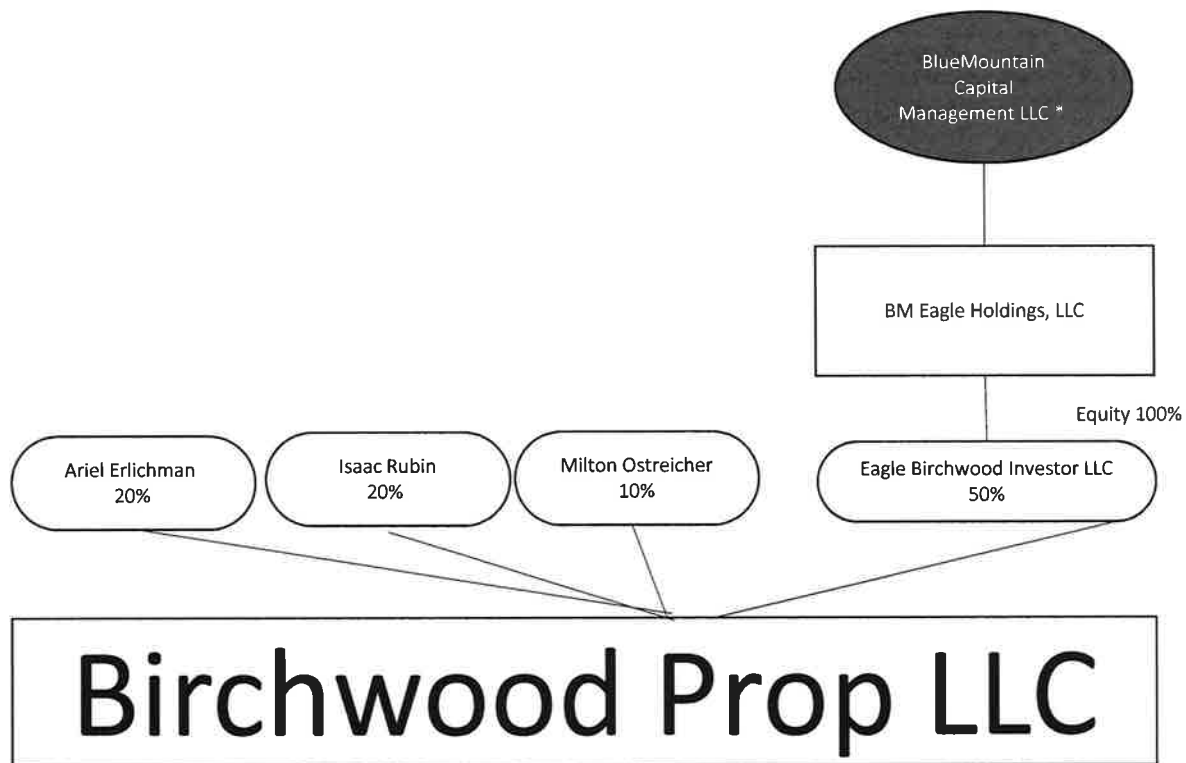 BlueMountain
Capital
Management LLC *
BM Eagle Holdings, LLC
Equity 100%
Ariel Erlichman
20%
Isaac Rubin
20%
Milton Ostreicher
10%
Eagle Birchwood Investor LLC
50%
Birchwood Prop LLC